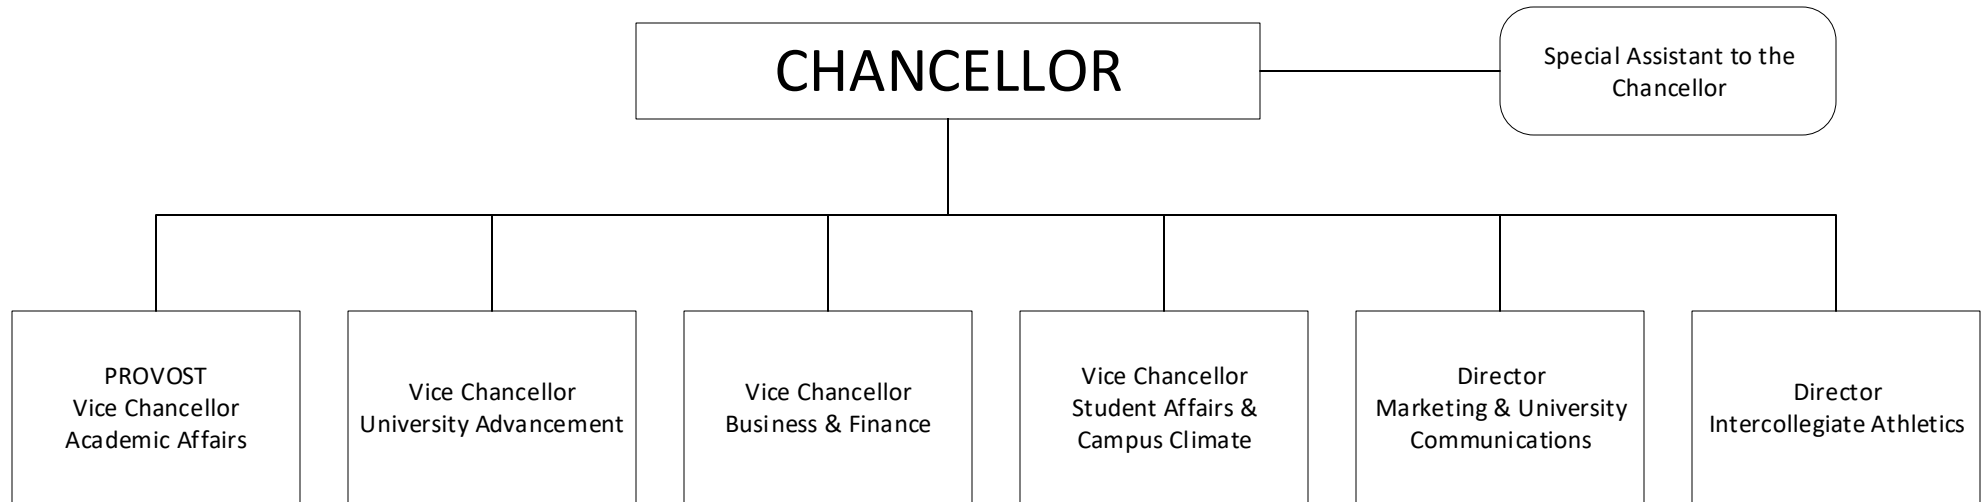 CHANCELLOR
Special Assistant to the
Chancellor
PROVOST
Vice Chancellor
Academic Affairs
Vice Chancellor
University Advancement
Vice Chancellor
Business & Finance
Vice Chancellor
Student Affairs &
Campus Climate
Director
Marketing & University
Communications
Director
Intercollegiate Athletics